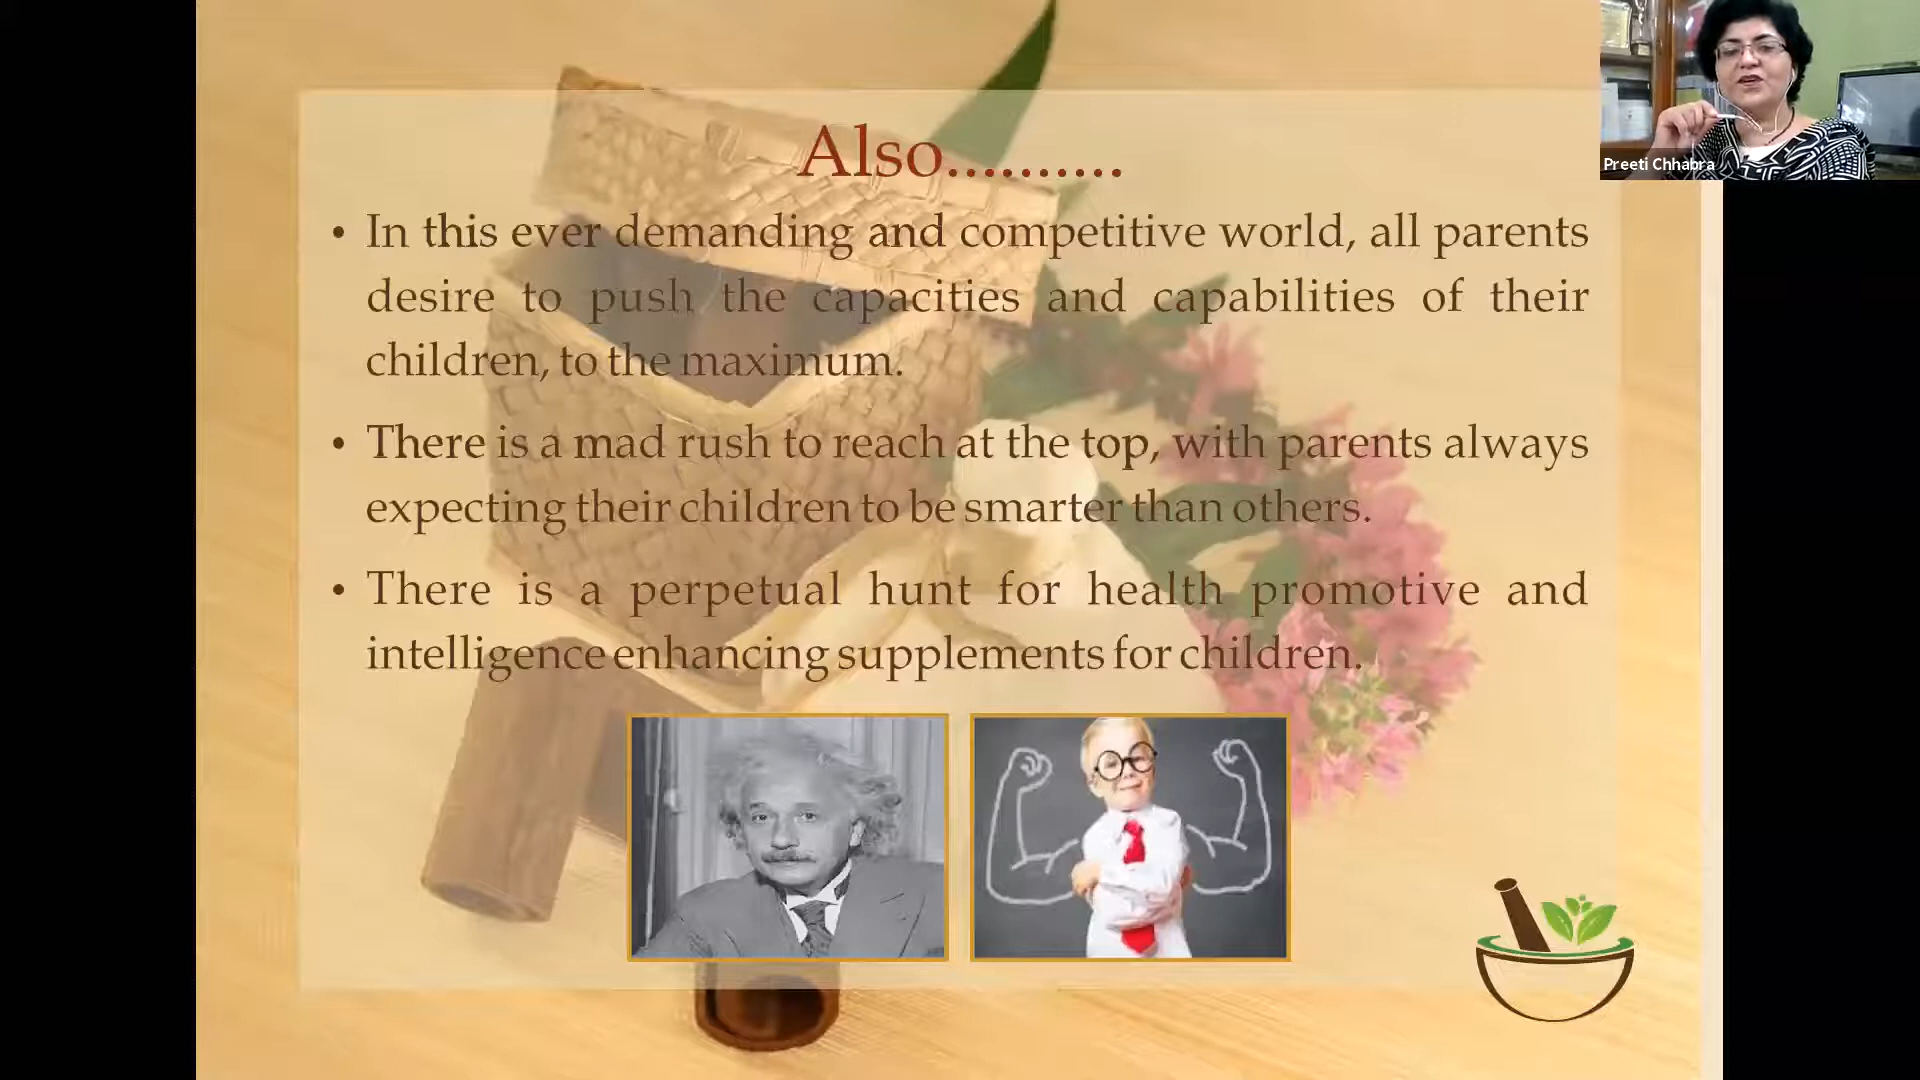 Also..........
• In this ever demanding and competitive world, all parents
desire to push the capacities and capabilities of their
children, to the maximum.
• There is a mad rush to reach at the top, with parents always
expecting their children to be smarter than others.
• There is a perpetual hunt for health promotive and
intelligence enhancing supplements for children.
Preeti Chhabra